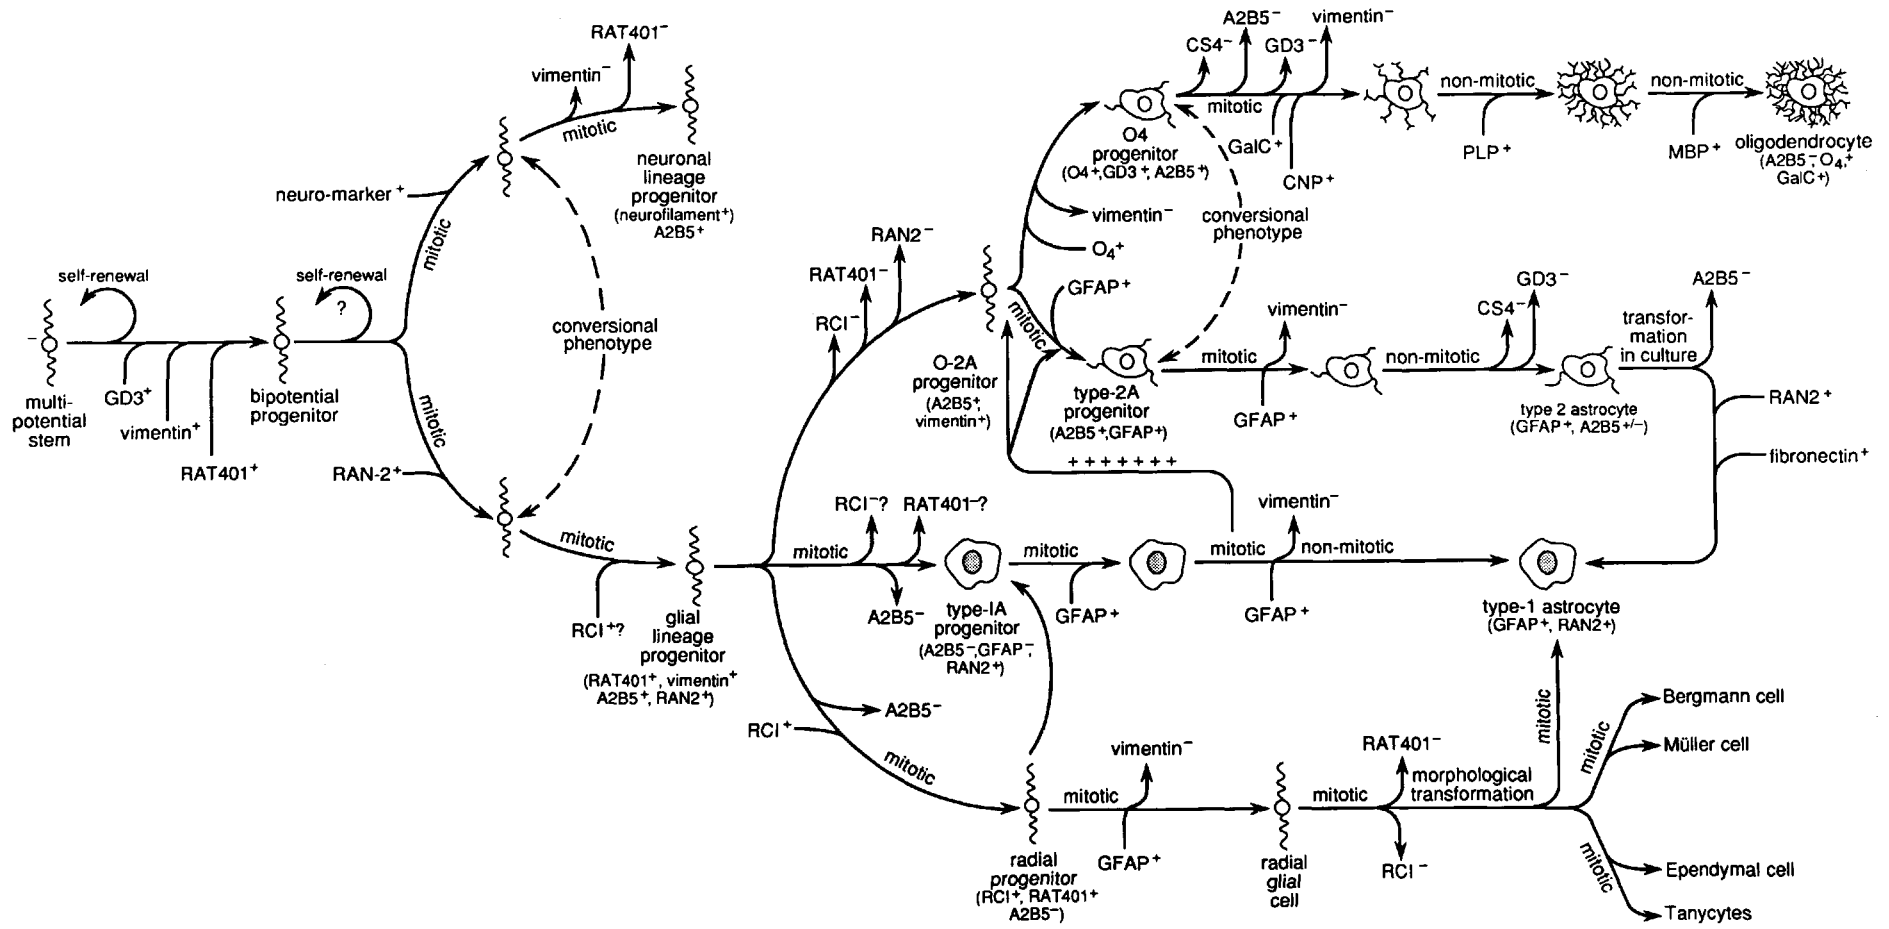 RAT401⁻
vimentin⁻
mitotic
neuronal
lineage
progenitor
(neurofilament⁺)
A2B5⁺
neuro-marker⁺
mitotic
self-renewal
self-renewal
?
conversional
phenotype
–
GD3⁺
vimentin⁺
RAT401⁺
multi-
potential
stem
bipotential
progenitor
mitotic
RAN-2⁺
mitotic
RCI⁺?
glial
lineage
progenitor
(RAT401⁺, vimentin⁺
A2B5⁺, RAN2⁺)
RAN2⁻
RAT401⁻
RCI⁻
O-2A
progenitor
(A2B5⁺,
vimentin⁺)
A2B5⁻
vimentin⁻
CS4⁻
GD3⁻
mitotic
GalC⁺
CNP⁺
O4
progenitor
(O4⁺,GD3⁺, A2B5⁺)
non-mitotic
PLP⁺
non-mitotic
MBP⁺
oligodendrocyte
(A2B5⁻, O₄,⁺
GalC⁺)
vimentin⁻
O₄⁺
conversional
phenotype
GFAP⁺
mitotic
type-2A
progenitor
(A2B5⁺,GFAP⁺)
mitotic
vimentin⁻
GFAP⁺
non-mitotic
CS4⁻
GD3⁻
type 2 astrocyte
(GFAP⁺, A2B5⁺/⁻)
transfor-
mation
in culture
A2B5⁻
RAN2⁺
fibronectin⁺
+ + + + + + +
mitotic
RCI⁻?
RAT401⁻?
A2B5⁻
type-IA
progenitor
(A2B5⁻,GFAP⁻,
RAN2⁺)
mitotic
GFAP⁺
mitotic
vimentin⁻
non-mitotic
GFAP⁺
type-1 astrocyte
(GFAP⁺, RAN2⁺)
A2B5⁻
RCI⁺
mitotic
radial
progenitor
(RCI⁺, RAT401⁺
A2B5⁻)
mitotic
vimentin⁻
GFAP⁺
radial
glial
cell
mitotic
RAT401⁻
RCI⁻
morphological
transformation
mitotic
mitotic
Bergmann cell
Müller cell
mitotic
Ependymal cell
Tanycytes